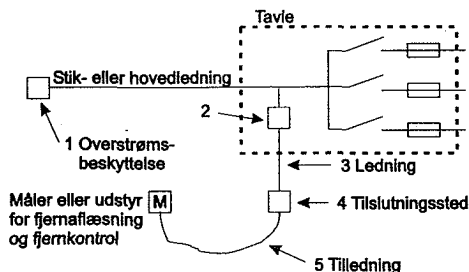 Tavle
Stik- eller hovedledning
2
1 Overstrøms-
beskyttelse
3 Ledning
Måler eller udstyr
for fjernaflæsning
og fjernkontrol
M
4 Tilslutningssted
5 Tilledning